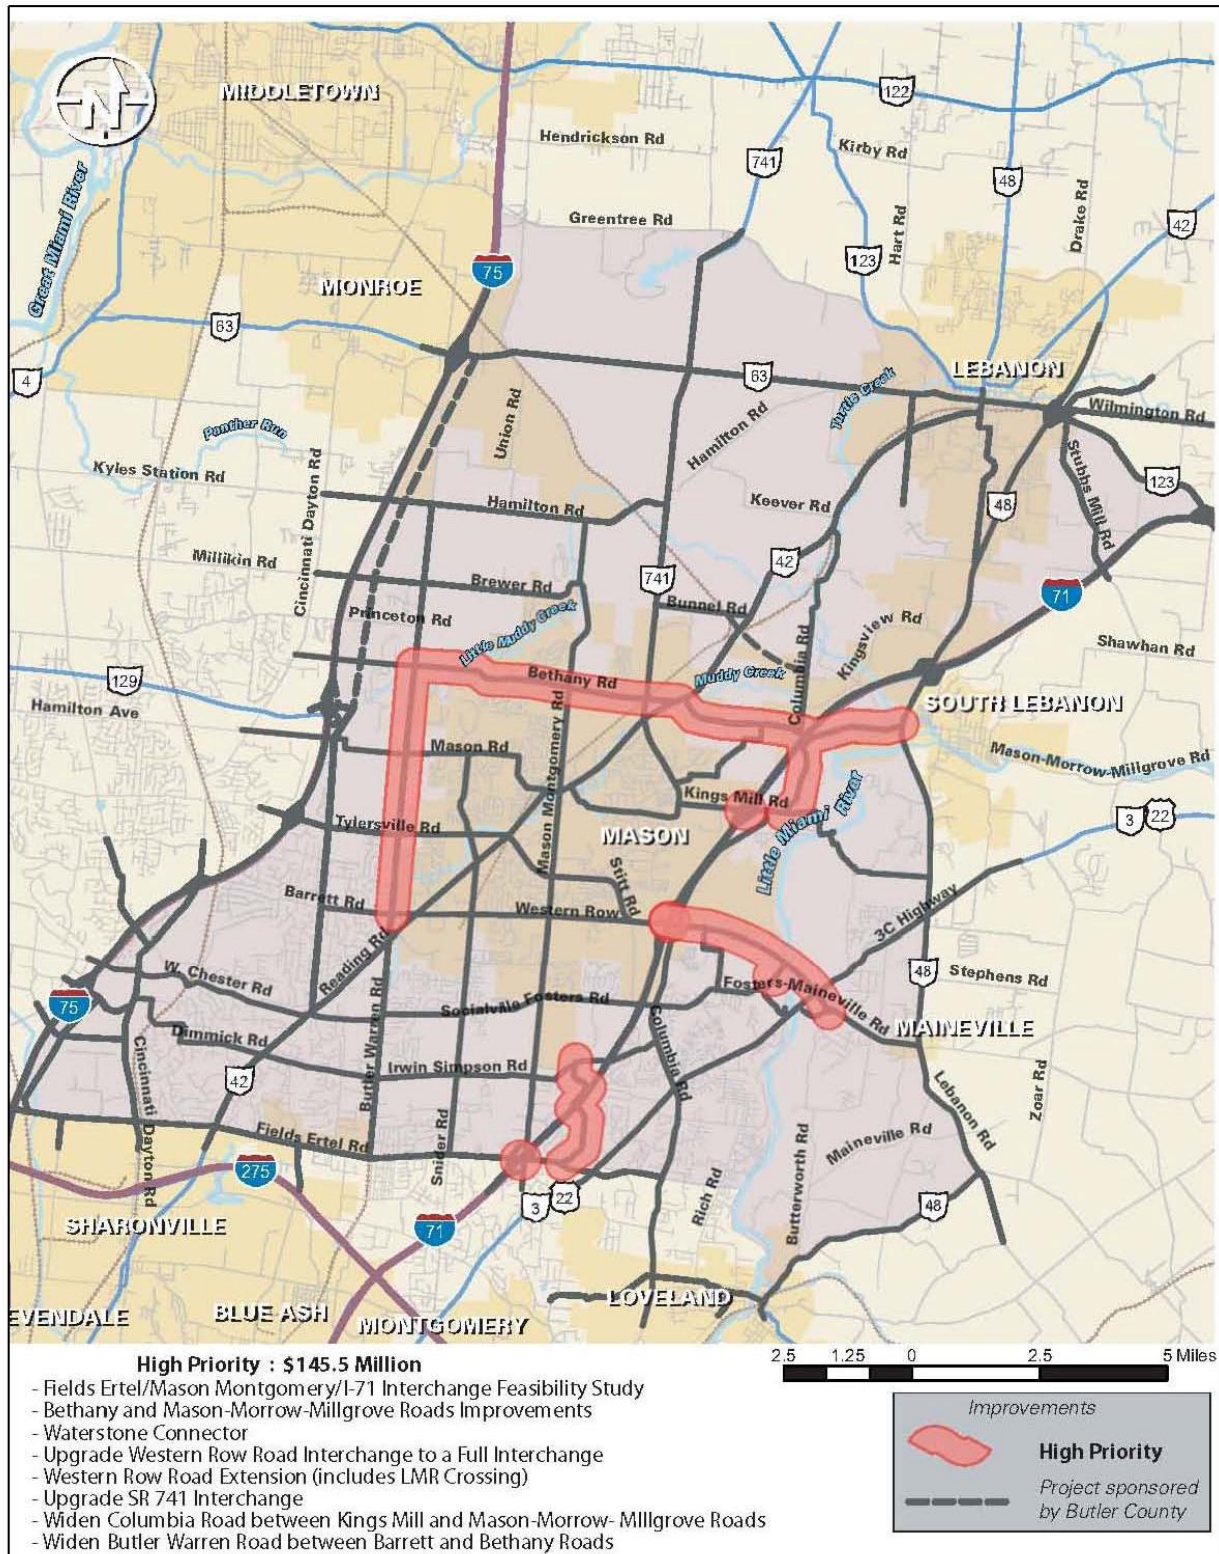 MIDDLETOWN
122
Hendrickson Rd
741
Kirby Rd
48
Drake Rd
Great Miami River
N
Greentree Rd
Hart Rd
42
123
75
MONROE
63
4
63
LEBANON
Turtle Creek
Wilmington Rd
Union Rd
Hamilton Rd
Panther Run
Stubbs Mill Rd
Kyles Station Rd
Cincinnati Dayton Rd
Hamilton Rd
Keever Rd
48
123
Millikin Rd
Brewer Rd
741
42
71
Princeton Rd
Bunnel Rd
Little Muddy Creek
Columbia Rd
Kingsview Rd
Shawhan Rd
129
Bethany Rd
Muddy Creek
SOUTH LEBANON
Hamilton Ave
Mason Rd
Mason Montgomery Rd
Mason-Morrow-Millgrove Rd
Kings Mill Rd
Tylersville Rd
MASON
Little Miami River
3
22
Stitt Rd
Barrett Rd
Western Row
3C Highway
Reading Rd
W. Chester Rd
48
Stephens Rd
75
Socialville Fosters Rd
Fosters-Maineville Rd
MAINEVILLE
Dimmick Rd
Butler Warren Rd
Columbia Rd
Irwin Simpson Rd
42
Cincinnati Dayton Rd
Zoar Rd
Lebanon Rd
Fields Ertel Rd
Snider Rd
Maineville Rd
275
Butterworth Rd
Rich Rd
3
22
48
SHARONVILLE
71
LOVELAND
EVENDALE
BLUE ASH
MONTGOMERY
High Priority : $145.5 Million
- Fields Ertel/Mason Montgomery/I-71 Interchange Feasibility Study
- Bethany and Mason-Morrow-Millgrove Roads Improvements
- Waterstone Connector
- Upgrade Western Row Road Interchange to a Full Interchange
- Western Row Road Extension (includes LMR Crossing)
- Upgrade SR 741 Interchange
- Widen Columbia Road between Kings Mill and Mason-Morrow- MIllgrove Roads
- Widen Butler Warren Road between Barrett and Bethany Roads
2.5 1.25 0 2.5 5 Miles
Improvements
High Priority
Project sponsored
by Butler County